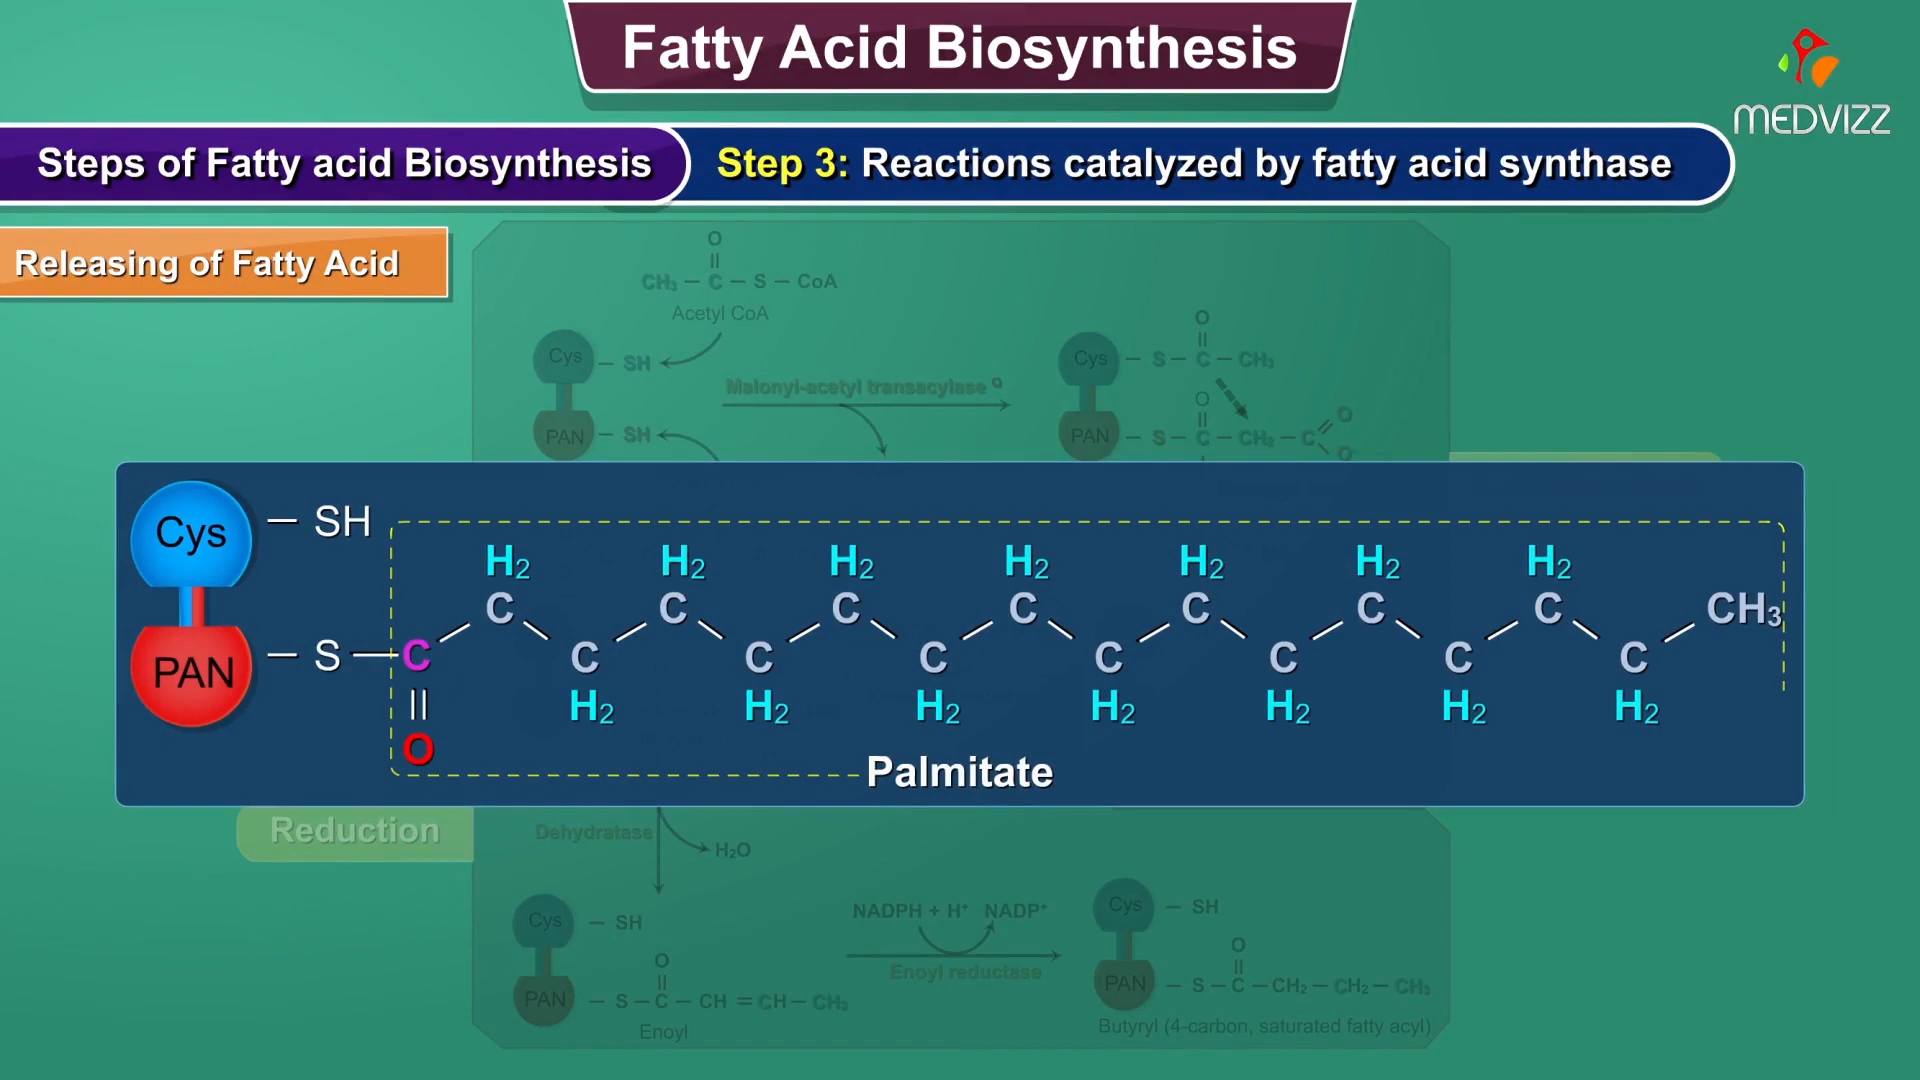 Fatty Acid Biosynthesis
MEDVIZZ
Steps of Fatty acid Biosynthesis
Step 3: Reactions catalyzed by fatty acid synthase
Releasing of Fatty Acid
O
CH₃ – C – S – CoA
Acetyl CoA
Cys – SH
Malonyl-acetyl transacylase
PAN – SH
O
Cys – S – C – CH₃
O
PAN – S – C – CH₂ – C
O
O
Cys – SH
H₂ H₂ H₂ H₂ H₂ H₂ H₂
C C C C C C C CH₃
PAN – S – C C C C C C C C
H₂ H₂ H₂ H₂ H₂ H₂ H₂
O
Palmitate
Reduction
Dehydratase
H₂O
Cys – SH
O
PAN – S – C – CH = CH – CH₃
Enoyl
NADPH + H⁺ NADP⁺
Enoyl reductase
Cys – SH
O
PAN – S – C – CH₂ – CH₂ – CH₃
Butyryl (4-carbon, saturated fatty acyl)